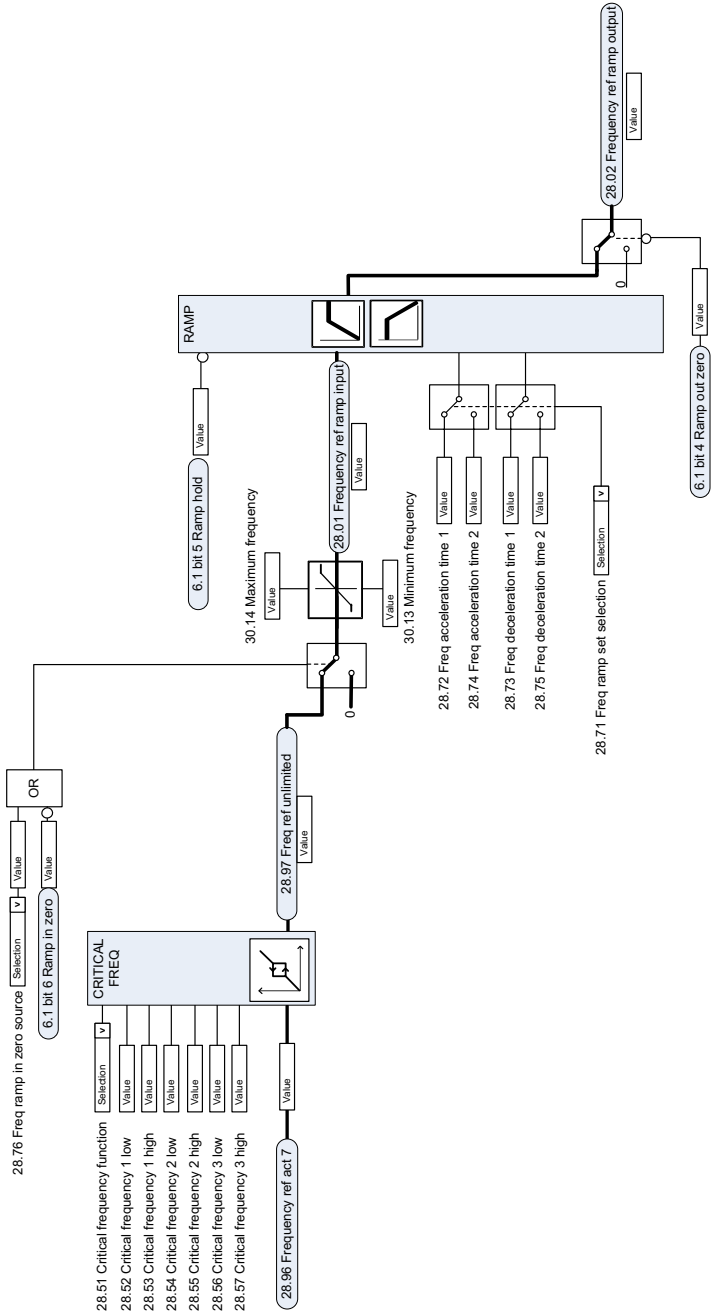 28.76 Freq ramp in zero source
Selection
v
Value
6.1 bit 6 Ramp in zero
Value
OR
28.51 Critical frequency function
Selection
v
28.52 Critical frequency 1 low
Value
28.53 Critical frequency 1 high
Value
28.54 Critical frequency 2 low
Value
28.55 Critical frequency 2 high
Value
28.56 Critical frequency 3 low
Value
28.57 Critical frequency 3 high
Value
28.96 Frequency ref act 7
Value
CRITICAL
FREQ
28.97 Freq ref unlimited
Value
0
30.14 Maximum frequency
Value
30.13 Minimum frequency
Value
28.01 Frequency ref ramp input
Value
6.1 bit 5 Ramp hold
Value
RAMP
28.72 Freq acceleration time 1
Value
28.74 Freq acceleration time 2
Value
28.73 Freq deceleration time 1
Value
28.75 Freq deceleration time 2
Value
28.71 Freq ramp set selection
Selection
v
0
28.02 Frequency ref ramp output
Value
6.1 bit 4 Ramp out zero
Value